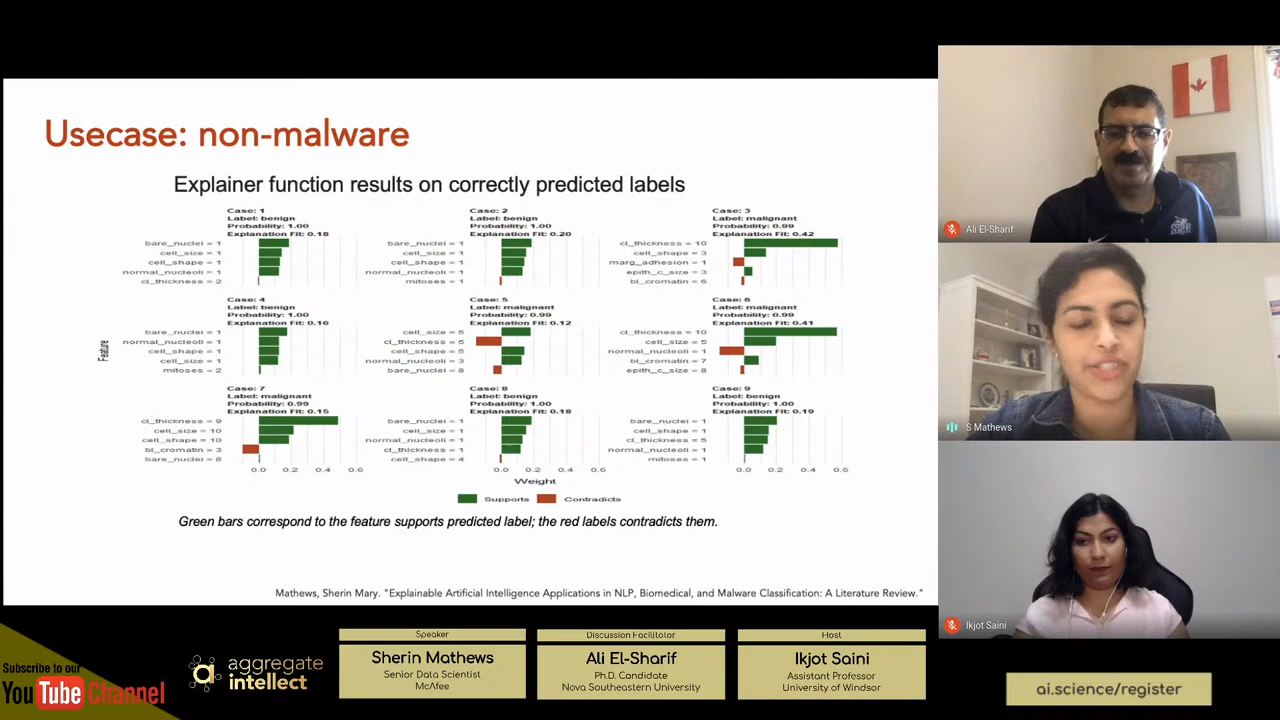 Usecase: non-malware
Explainer function results on correctly predicted labels
Case: 1
Label: benign
Probability: 1.00
Explanation Fit: 0.18
bare_nuclei = 1
cell_size = 1
cell_shape = 1
normal_nucleoli = 1
cl_thickness = 2
Case: 2
Label: benign
Probability: 1.00
Explanation Fit: 0.20
bare_nuclei = 1
cell_size = 1
cell_shape = 1
normal_nucleoli = 1
mitoses = 1
Case: 3
Label: malignant
Probability: 0.99
Explanation Fit: 0.42
cl_thickness = 10
cell_shape = 3
marg_adhesion = 1
epith_c_size = 3
bl_cromatin = 6
Case: 4
Label: benign
Probability: 1.00
Explanation Fit: 0.16
bare_nuclei = 1
normal_nucleoli = 1
cell_shape = 1
cell_size = 1
mitoses = 2
Case: 5
Label: malignant
Probability: 0.99
Explanation Fit: 0.12
cell_size = 5
cl_thickness = 5
cell_shape = 5
normal_nucleoli = 3
bare_nuclei = 8
Case: 6
Label: malignant
Probability: 0.99
Explanation Fit: 0.41
cl_thickness = 10
cell_size = 5
normal_nucleoli = 1
bl_cromatin = 7
epith_c_size = 8
Feature
Case: 7
Label: malignant
Probability: 0.99
Explanation Fit: 0.15
cl_thickness = 9
cell_size = 10
cell_shape = 10
bl_cromatin = 3
bare_nuclei = 8
0.0 0.2 0.4 0.6
Case: 8
Label: benign
Probability: 1.00
Explanation Fit: 0.18
bare_nuclei = 1
cell_size = 1
normal_nucleoli = 1
cl_thickness = 1
cell_shape = 4
0.0 0.2 0.4 0.6
Case: 9
Label: benign
Probability: 1.00
Explanation Fit: 0.19
bare_nuclei = 1
cell_shape = 1
cl_thickness = 5
normal_nucleoli = 1
mitoses = 1
0.0 0.2 0.4 0.6
Weight
Supports Contradicts
Green bars correspond to the feature supports predicted label; the red labels contradicts them.
Mathews, Sherin Mary. "Explainable Artificial Intelligence Applications in NLP, Biomedical, and Malware Classification: A Literature Review."
Ali El-Sharif
NSU
S Mathews
Ikjot Saini
Subscribe to our
YouTube Channel
aggregate
intellect
Speaker
Sherin Mathews
Senior Data Scientist
McAfee
Discussion Facilitator
Ali El-Sharif
Ph.D. Candidate
Nova Southeastern University
Host
Ikjot Saini
Assistant Professor
University of Windsor
ai.science/register